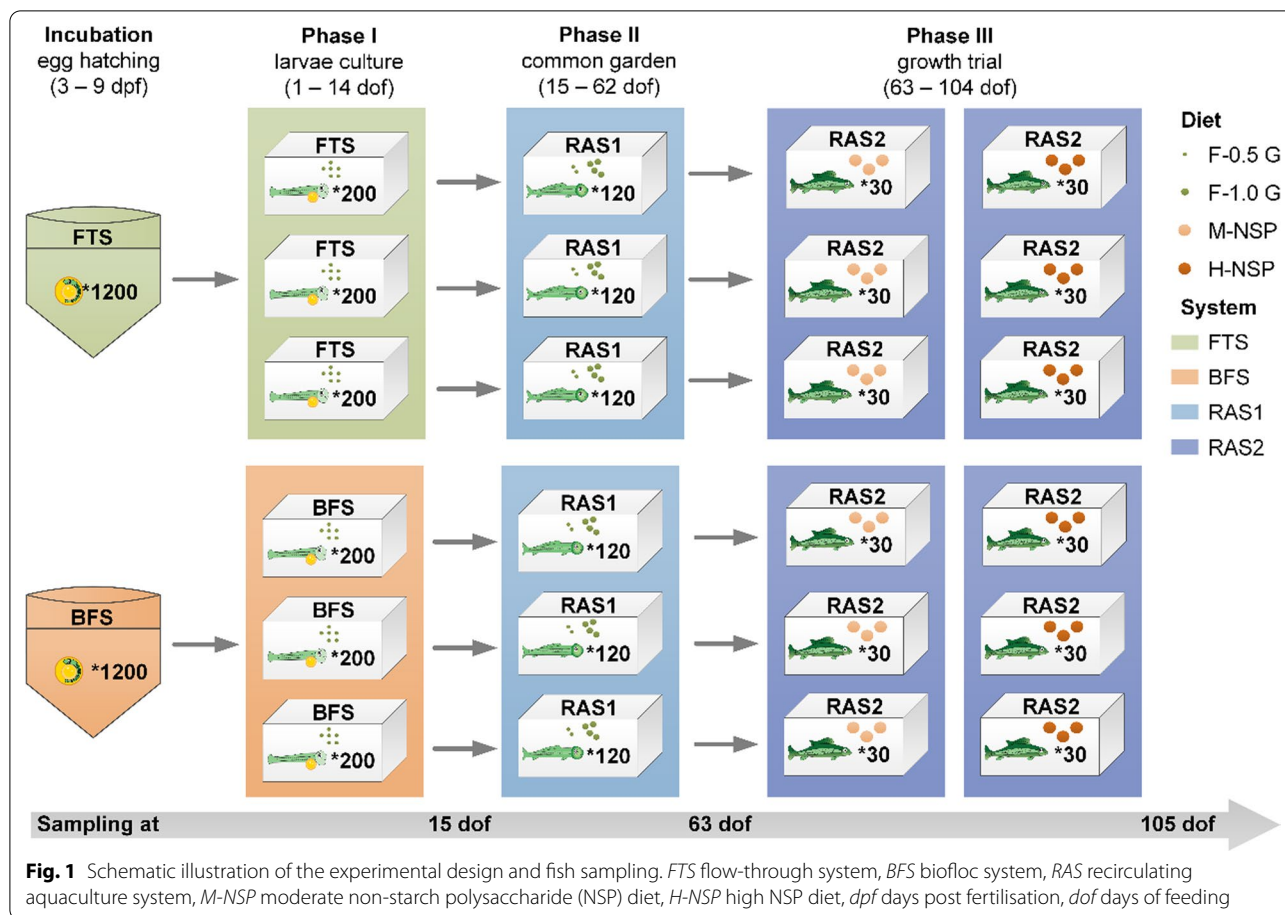 Incubation
egg hatching
(3 – 9 dpf)
Phase I
larvae culture
(1 – 14 dof)
Phase II
common garden
(15 – 62 dof)
Phase III
growth trial
(63 – 104 dof)
FTS
*1200
FTS
*200
FTS
*200
FTS
*200
RAS1
*120
RAS1
*120
RAS1
*120
RAS2
*30
RAS2
*30
RAS2
*30
RAS2
*30
RAS2
*30
RAS2
*30
Diet
F-0.5 G
F-1.0 G
M-NSP
H-NSP
System
FTS
BFS
RAS1
RAS2
BFS
*1200
BFS
*200
BFS
*200
BFS
*200
RAS1
*120
RAS1
*120
RAS1
*120
RAS2
*30
RAS2
*30
RAS2
*30
RAS2
*30
RAS2
*30
RAS2
*30
Sampling at 15 dof 63 dof 105 dof
Fig. 1 Schematic illustration of the experimental design and fish sampling. FTS flow-through system, BFS biofloc system, RAS recirculating
aquaculture system, M-NSP moderate non-starch polysaccharide (NSP) diet, H-NSP high NSP diet, dpf days post fertilisation, dof days of feeding